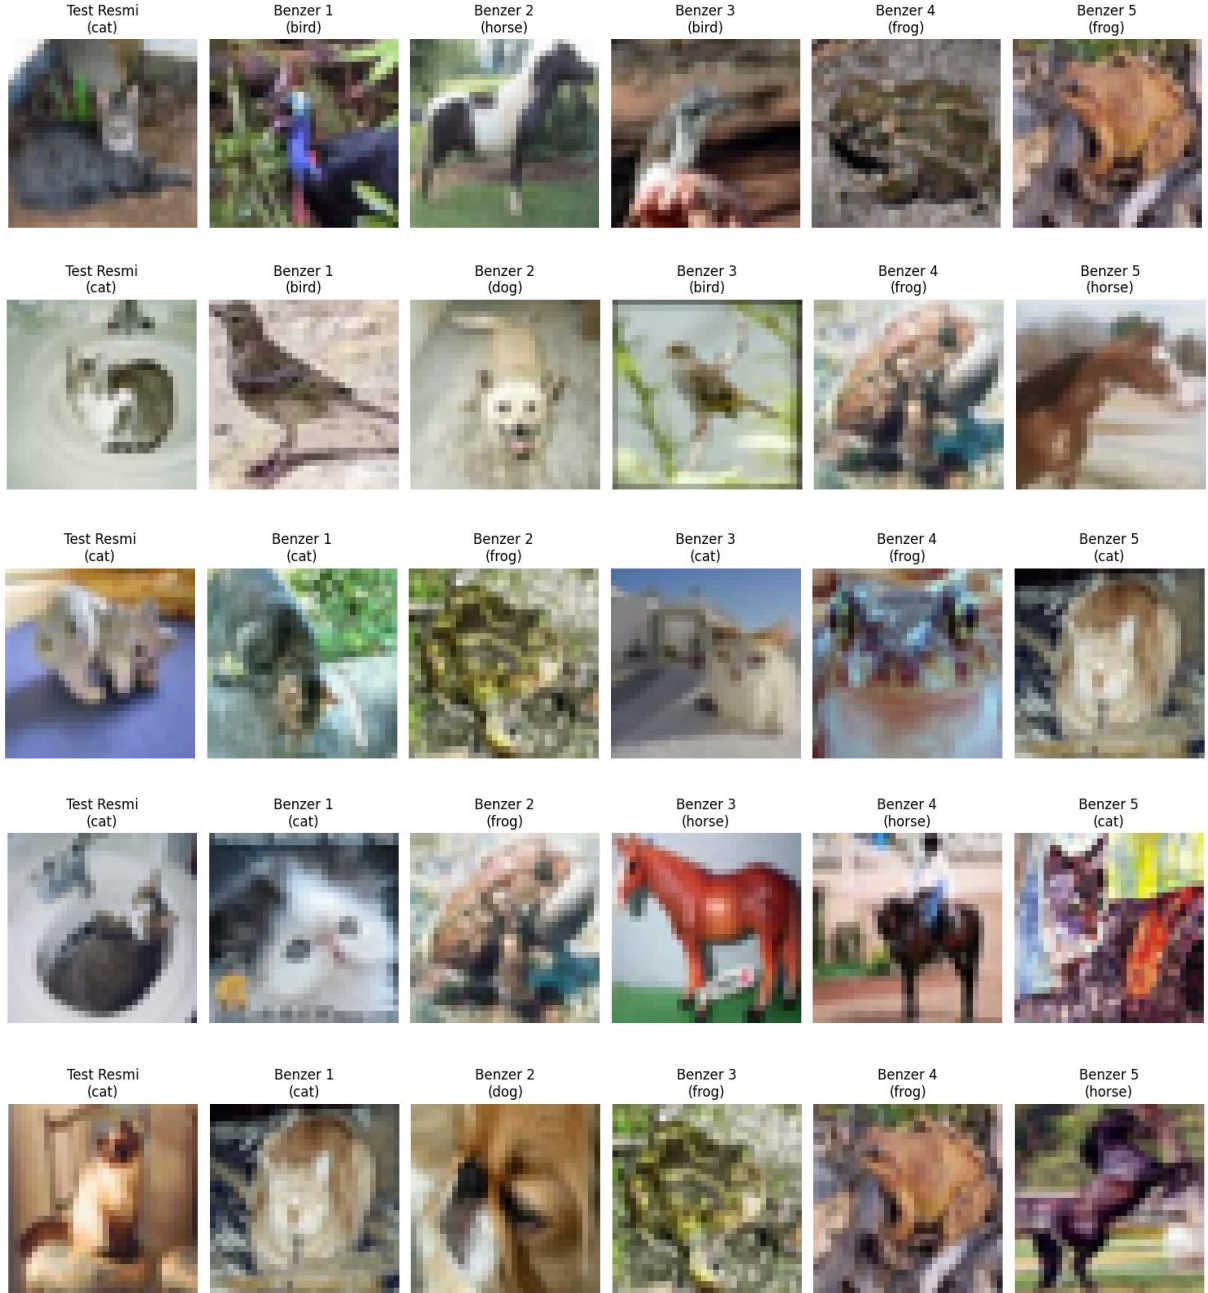 Test Resmi
(cat)
Benzer 1
(bird)
Benzer 2
(horse)
Benzer 3
(bird)
Benzer 4
(frog)
Benzer 5
(frog)
Test Resmi
(cat)
Benzer 1
(bird)
Benzer 2
(dog)
Benzer 3
(bird)
Benzer 4
(frog)
Benzer 5
(horse)
Test Resmi
(cat)
Benzer 1
(cat)
Benzer 2
(frog)
Benzer 3
(cat)
Benzer 4
(frog)
Benzer 5
(cat)
Test Resmi
(cat)
Benzer 1
(cat)
Benzer 2
(frog)
Benzer 3
(horse)
Benzer 4
(horse)
Benzer 5
(cat)
Test Resmi
(cat)
Benzer 1
(cat)
Benzer 2
(dog)
Benzer 3
(frog)
Benzer 4
(frog)
Benzer 5
(horse)